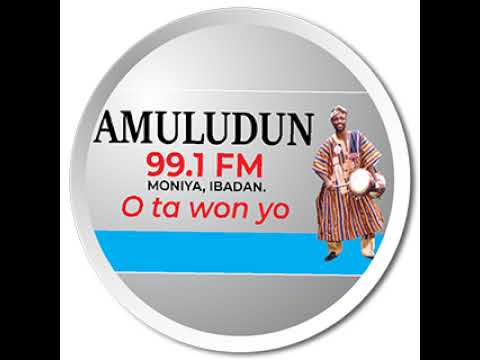 AMULUDUN
99.1 FM
MONIYA, IBADAN.
O ta won yo